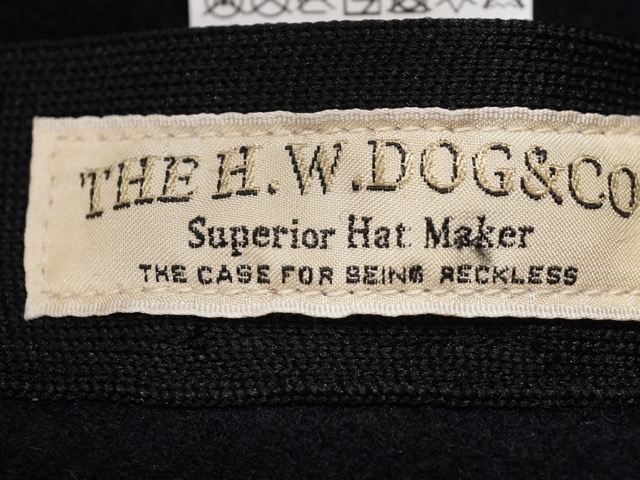 THE H.W.DOG&CO
Superior Hat Maker
THE CASE FOR BEING RECKLESS